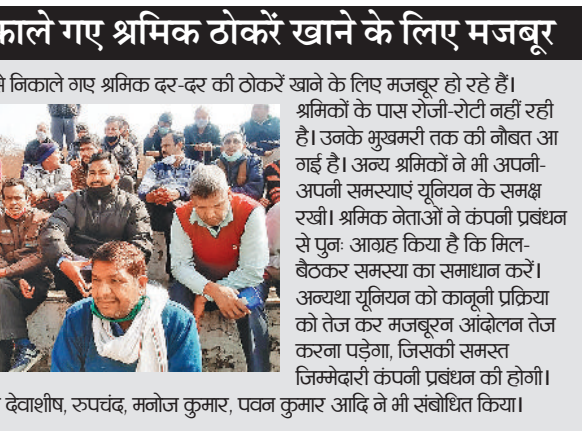 काले गए श्रमिक ठोकरें खाने के लिए मजबूर
से निकाले गए श्रमिक दर-दर की ठोकरें खाने के लिए मजबूर हो रहे हैं।
श्रमिकों के पास रोजी-रोटी नहीं रही
है। उनके भुखमरी तक की नौबत आ
गई है। अन्य श्रमिकों ने भी अपनी-
अपनी समस्याएं यूनियन के समक्ष
रखी। श्रमिक नेताओं ने कंपनी प्रबंधन
से पुनः आग्रह किया है कि मिल-
बैठकर समस्या का समाधान करें।
अन्यथा यूनियन को कानूनी प्रक्रिया
को तेज कर मजबूरन आंदोलन तेज
करना पड़ेगा, जिसकी समस्त
जिम्मेदारी कंपनी प्रबंधन की होगी।
देवाशीष, रुपचंद, मनोज कुमार, पवन कुमार आदि ने भी संबोधित किया।